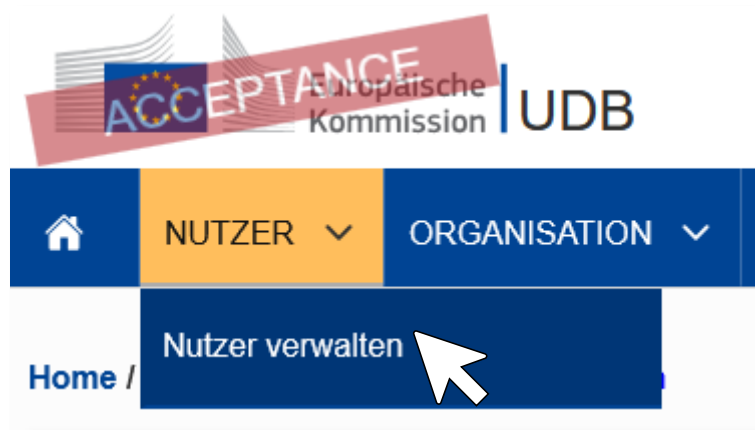 ACCEPTANCE
Europäische
Kommission
UDB
NUTZER
ORGANISATION
Nutzer verwalten
Home /